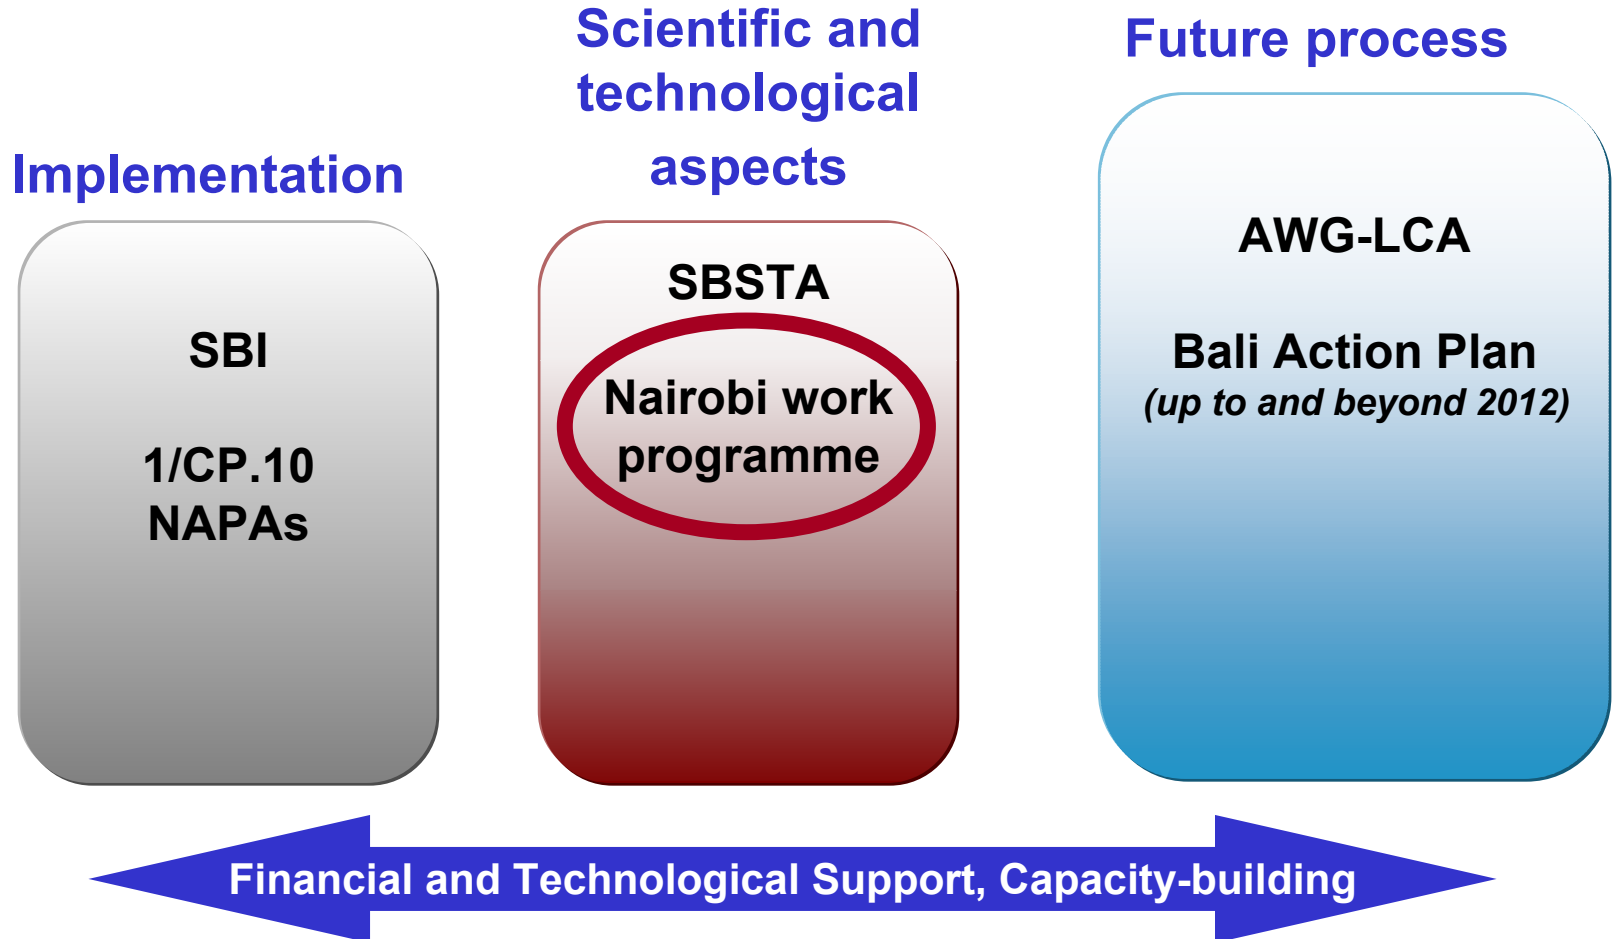 Implementation
SBI
1/CP.10
NAPAs
Scientific and
technological
aspects
SBSTA
Nairobi work
programme
Future process
AWG-LCA
Bali Action Plan
(up to and beyond 2012)
Financial and Technological Support, Capacity-building